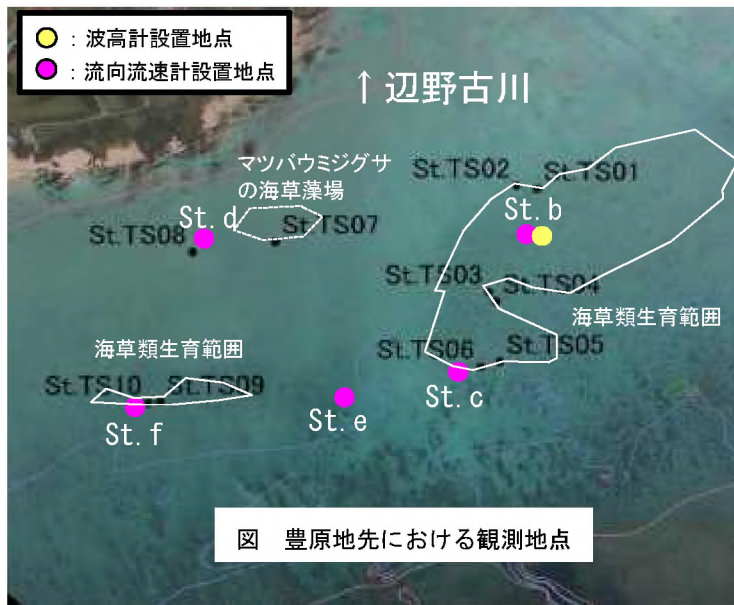 ：波高計設置地点
：流向流速計設置地点
↑辺野古川
マツバウミジグサ
の海草藻場
St.TS02
St.TS01
St.d
St.TS07
St.b
St.TS08
St.TS03
St.TS04
海草類生育範囲
海草類生育範囲
St.TS06
St.TS05
St.TS10
St.TS09
St.c
St.e
St.f
図　豊原地先における観測地点